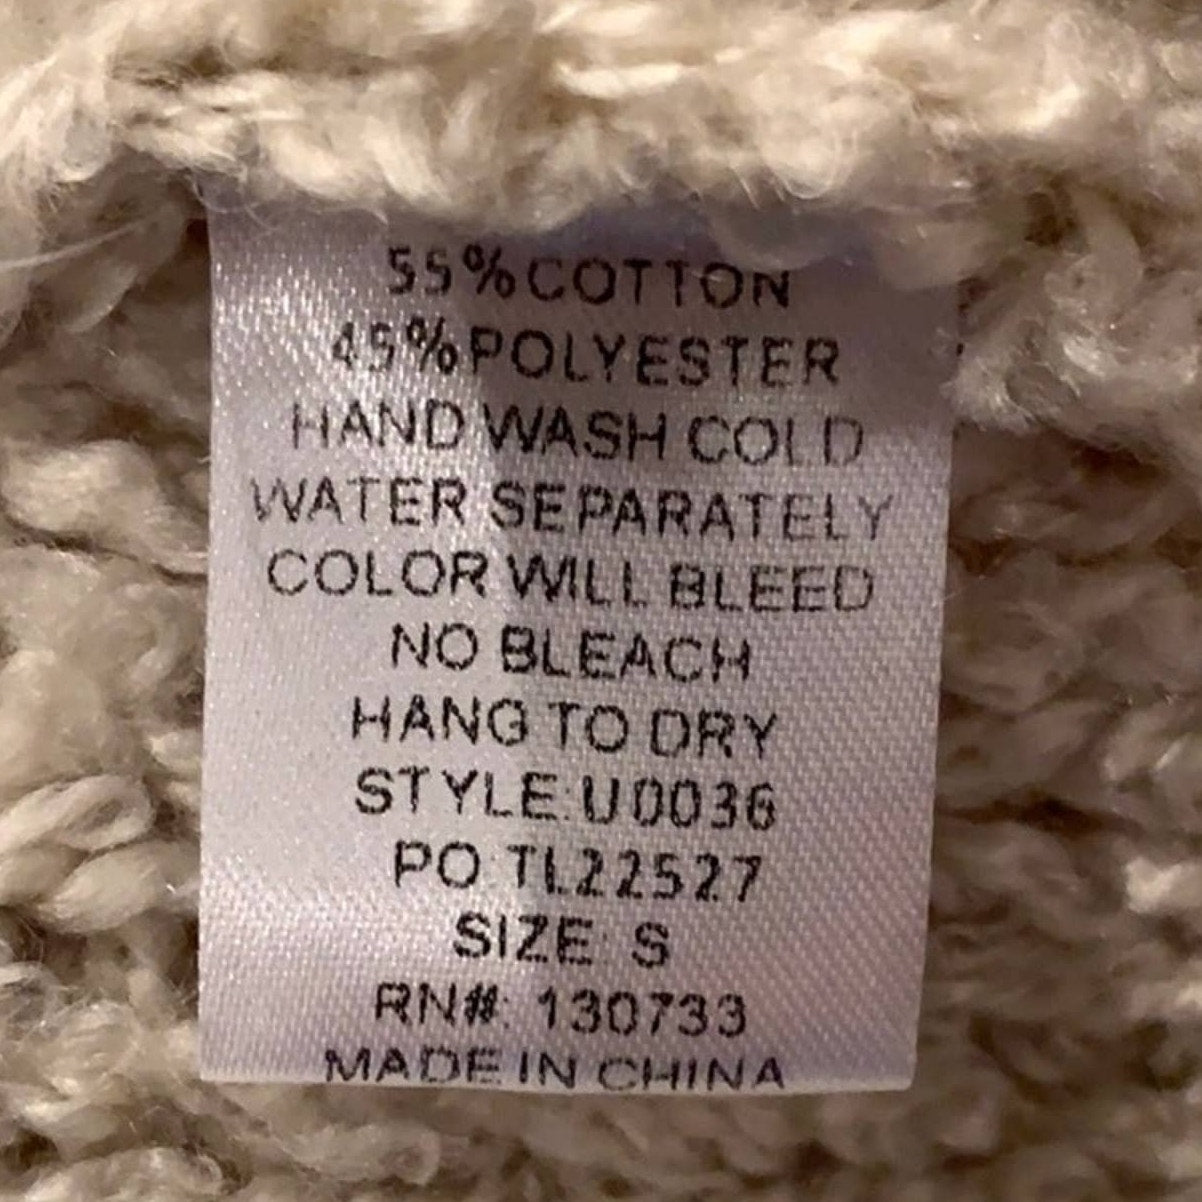 55%COTTON
45%POLYESTER
HAND WASH COLD
WATER SEPARATELY
COLOR WILL BLEED
NO BLEACH
HANG TO DRY
STYLE:U0036
PO:TL22527
SIZE: S
RN#: 130733
MADE IN CHINA